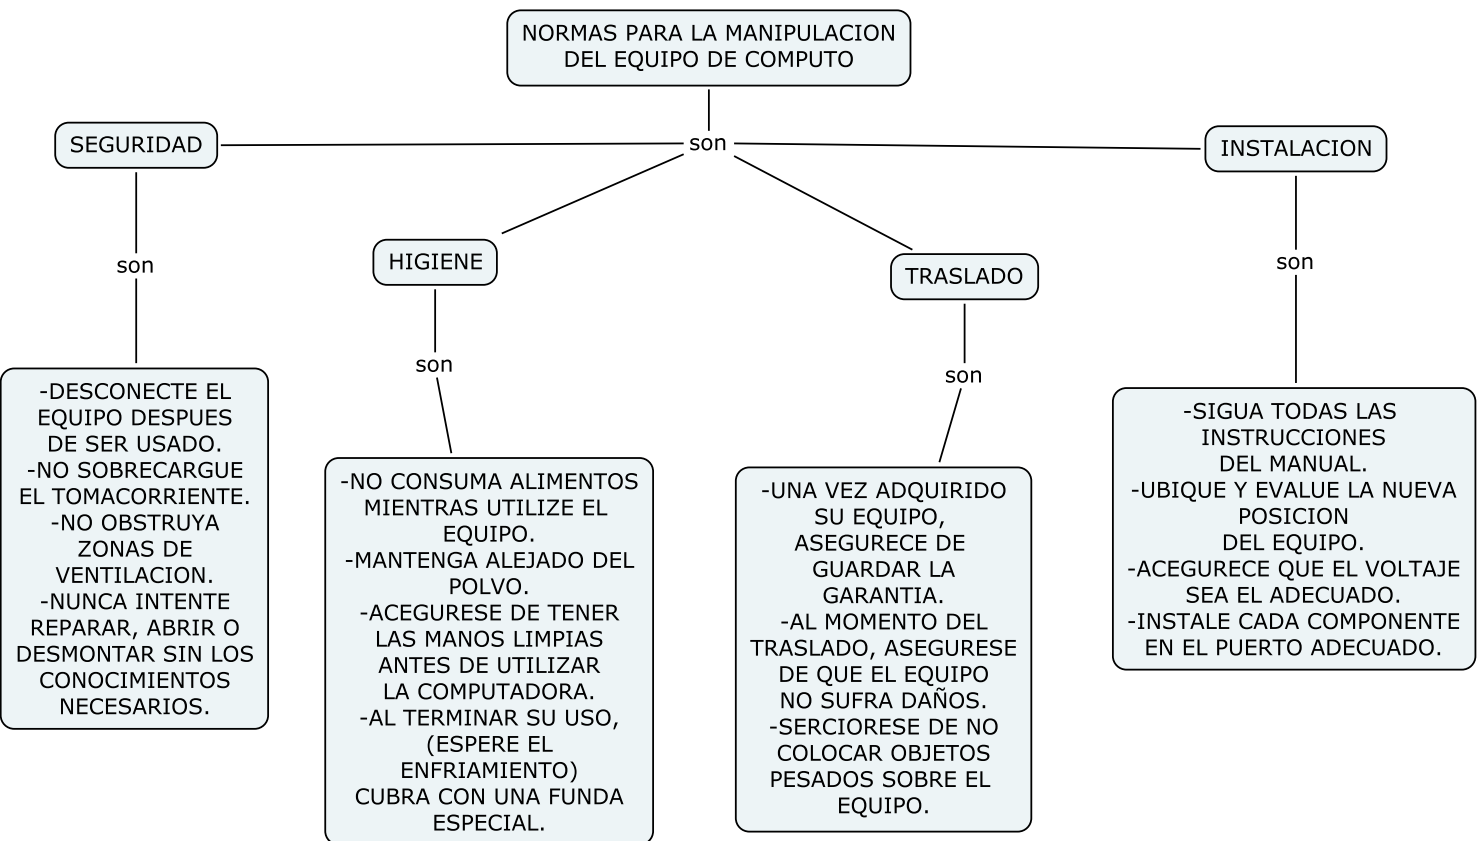 NORMAS PARA LA MANIPULACION
DEL EQUIPO DE COMPUTO
son
SEGURIDAD
son
-DESCONECTE EL
EQUIPO DESPUES
DE SER USADO.
-NO SOBRECARGUE
EL TOMACORRIENTE.
-NO OBSTRUYA
ZONAS DE
VENTILACION.
-NUNCA INTENTE
REPARAR, ABRIR O
DESMONTAR SIN LOS
CONOCIMIENTOS
NECESARIOS.
HIGIENE
son
-NO CONSUMA ALIMENTOS
MIENTRAS UTILIZE EL
EQUIPO.
-MANTENGA ALEJADO DEL
POLVO.
-ACEGURESE DE TENER
LAS MANOS LIMPIAS
ANTES DE UTILIZAR
LA COMPUTADORA.
-AL TERMINAR SU USO,
(ESPERE EL
ENFRIAMIENTO)
CUBRA CON UNA FUNDA
ESPECIAL.
TRASLADO
son
-UNA VEZ ADQUIRIDO
SU EQUIPO,
ASEGURECE DE
GUARDAR LA
GARANTIA.
-AL MOMENTO DEL
TRASLADO, ASEGURESE
DE QUE EL EQUIPO
NO SUFRA DAÑOS.
-SERCIORESE DE NO
COLOCAR OBJETOS
PESADOS SOBRE EL
EQUIPO.
INSTALACION
son
-SIGUA TODAS LAS
INSTRUCCIONES
DEL MANUAL.
-UBIQUE Y EVALUE LA NUEVA
POSICION
DEL EQUIPO.
-ACEGURECE QUE EL VOLTAJE
SEA EL ADECUADO.
-INSTALE CADA COMPONENTE
EN EL PUERTO ADECUADO.